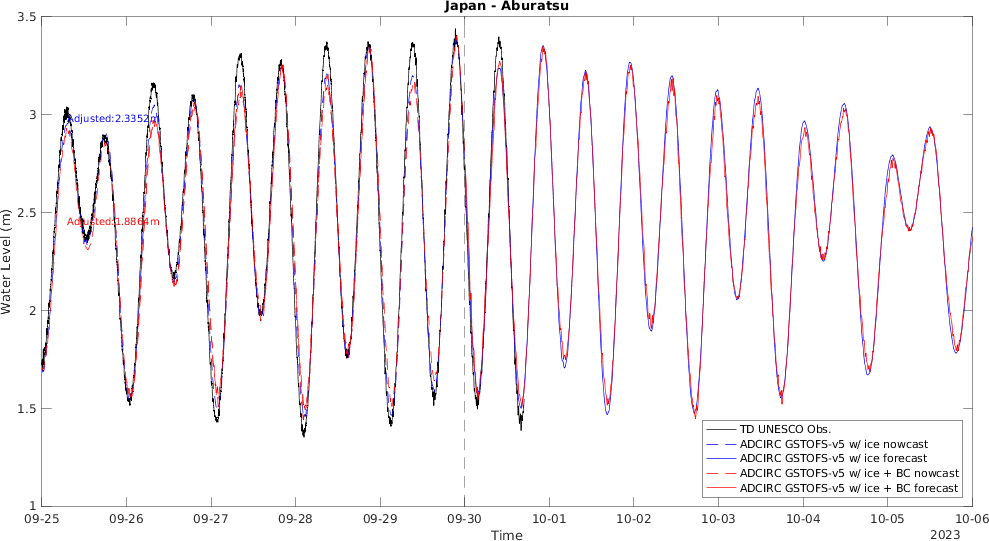 Japan - Aburatsu
Water Level (m)
3.5
3
2.5
2
1.5
1
Adjusted:2.3352m
Adjusted:1.8864m
TD UNESCO Obs.
ADCIRC GSTOFS-v5 w/ ice nowcast
ADCIRC GSTOFS-v5 w/ ice forecast
ADCIRC GSTOFS-v5 w/ ice + BC nowcast
ADCIRC GSTOFS-v5 w/ ice + BC forecast
09-25 09-26 09-27 09-28 09-29 09-30 10-01 10-02 10-03 10-04 10-05 10-06
Time
2023